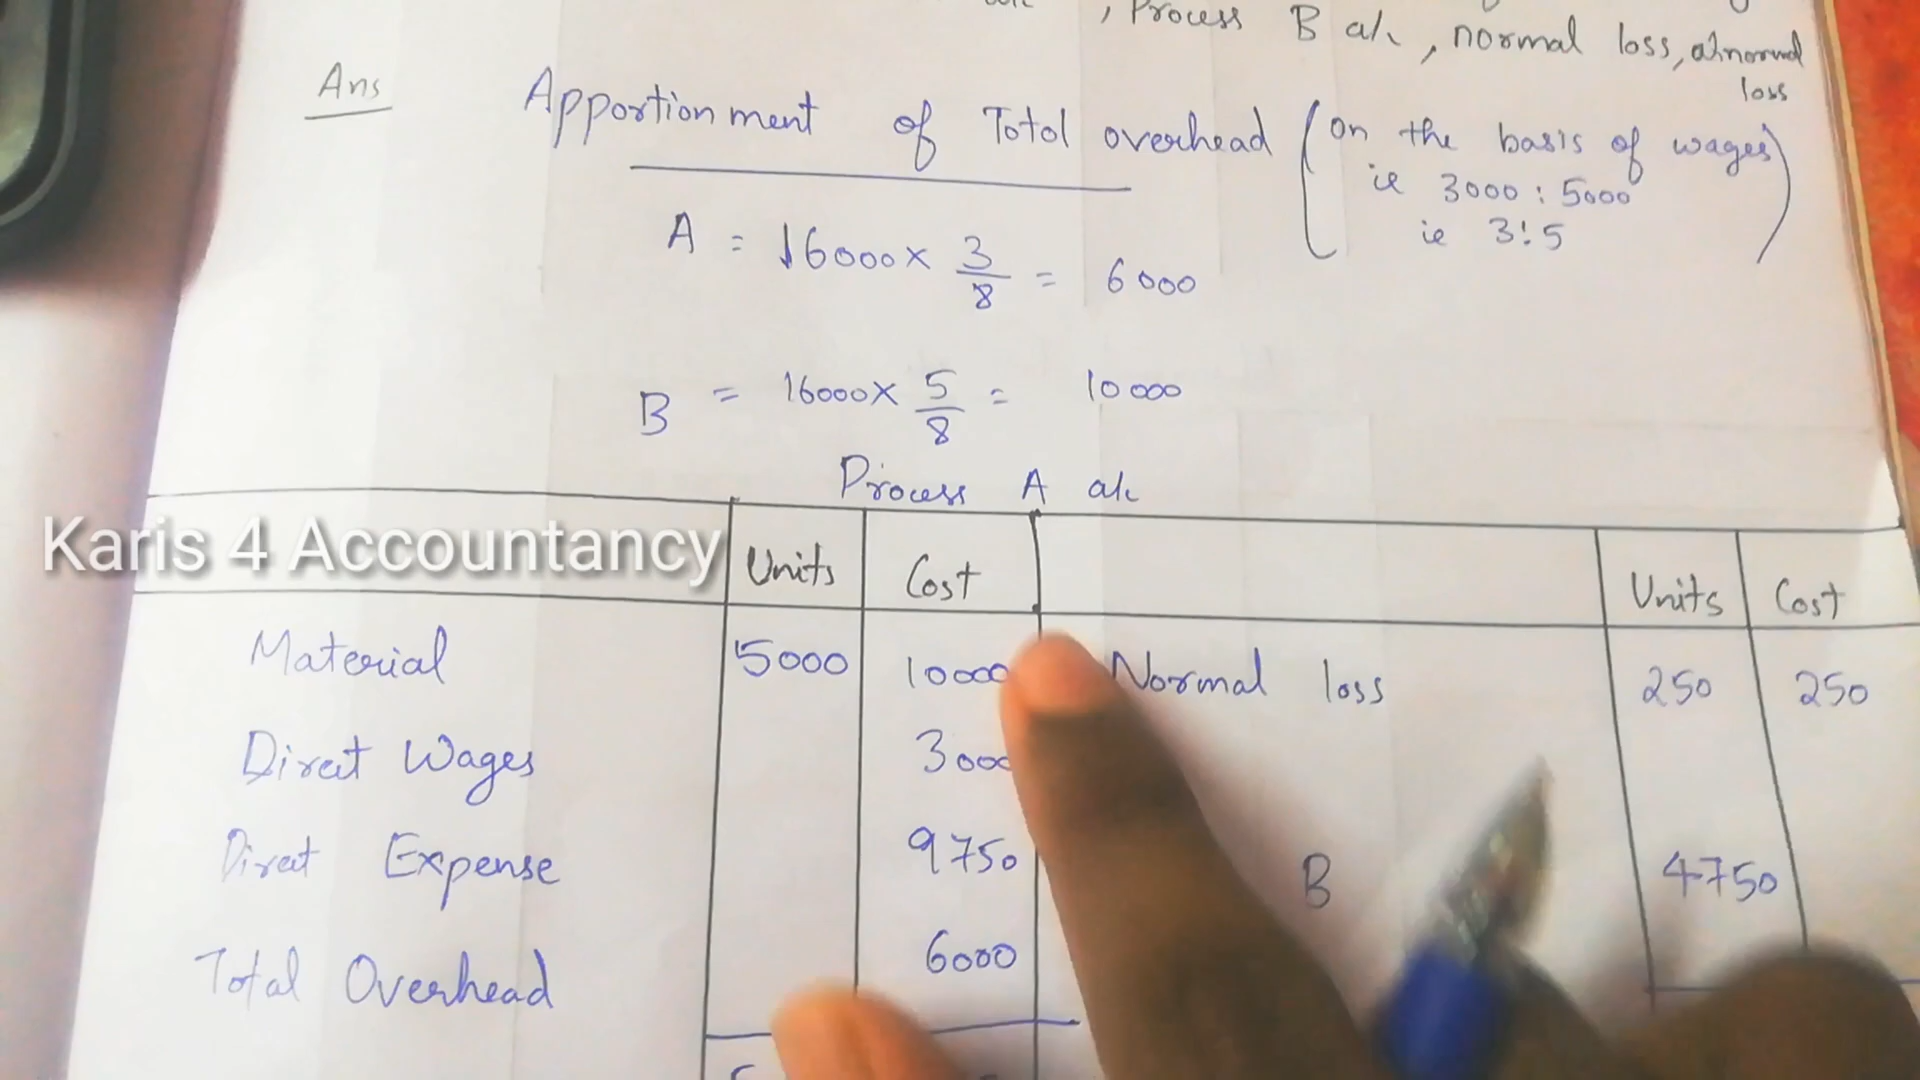 , Process B a/c, normal loss, abnormal
loss
Ans
Apportionment of Total overhead (On the basis of wages)
ie 3000 : 5000
ie 3:5
A = 16000 × 3/8 = 6000
B = 16000 × 5/8 = 10000
Process A a/c
Karis 4 Accountancy
Units Cost Units Cost
Material 5000 10000 Normal loss 250 250
Direct Wages 3000
Direct Expense 9750 B 4750
Total Overhead 6000